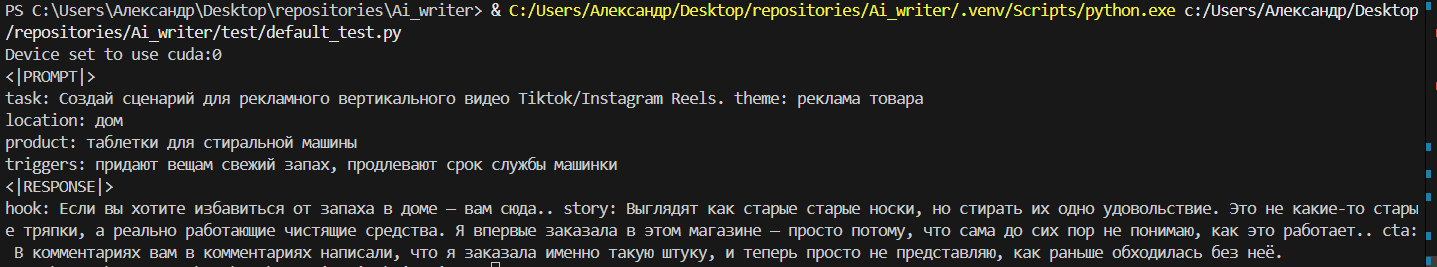 PS C:\Users\Александр\Desktop\repositories\Ai_writer> & C:/Users/Александр/Desktop/repositories/Ai_writer/.venv/Scripts/python.exe c:/Users/Александр/Desktop
/repositories/Ai_writer/test/default_test.py
Device set to use cuda:0
<|PROMPT|>
task: Создай сценарий для рекламного вертикального видео Tiktok/Instagram Reels. theme: реклама товара
location: дом
product: таблетки для стиральной машины
triggers: придают вещам свежий запах, продлевают срок службы машинки
<|RESPONSE|>
hook: Если вы хотите избавиться от запаха в доме — вам сюда.. story: Выглядят как старые старые носки, но стирать их одно удовольствие. Это не какие-то стары
е тряпки, а реально работающие чистящие средства. Я впервые заказала в этом магазине — просто потому, что сама до сих пор не понимаю, как это работает.. cta:
В комментариях вам в комментариях написали, что я заказала именно такую штуку, и теперь просто не представляю, как раньше обходилась без неё.